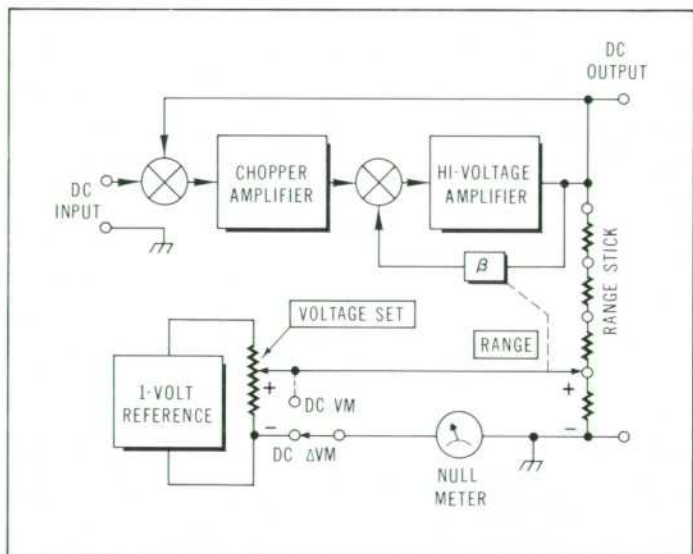 DC
OUTPUT
CHOPPER
AMPLIFIER
HI-VOLTAGE
AMPLIFIER
DC
INPUT
β
RANGE STICK
VOLTAGE SET
RANGE
1-VOLT
REFERENCE
+
+
DC VM
-
-
DC ΔVM
NULL
METER